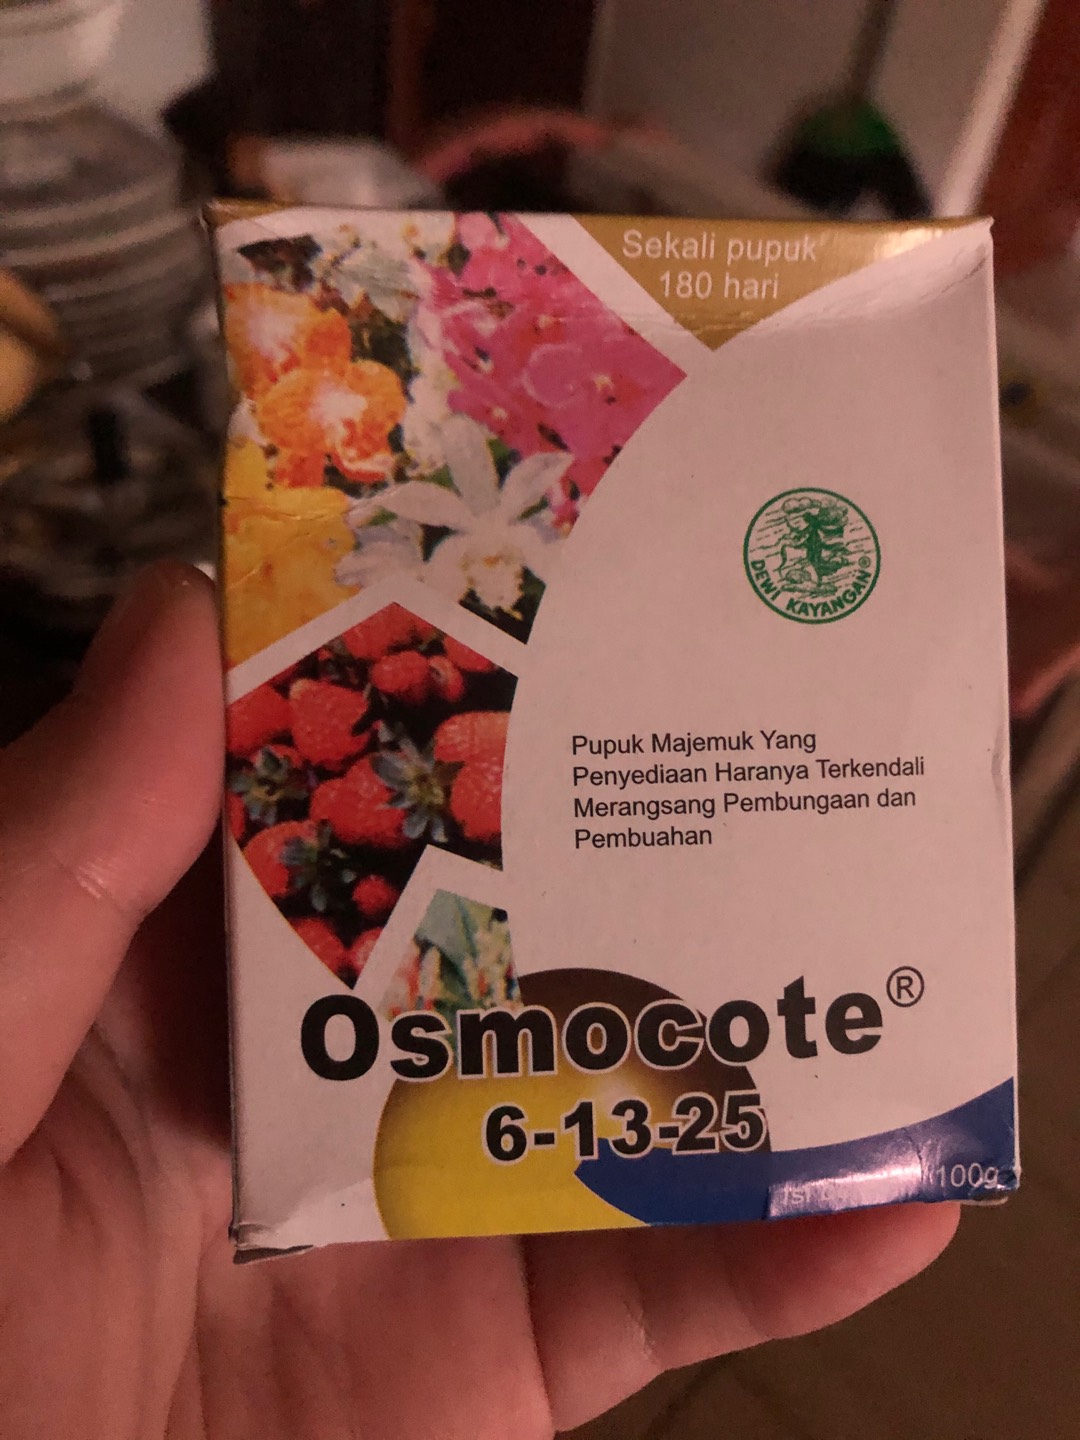 Sekali pupuk
180 hari
DEWI KAYANGAN®
Pupuk Majemuk Yang
Penyediaan Haranya Terkendali
Merangsang Pembungaan dan
Pembuahan
Osmocote®
6-13-25
100g